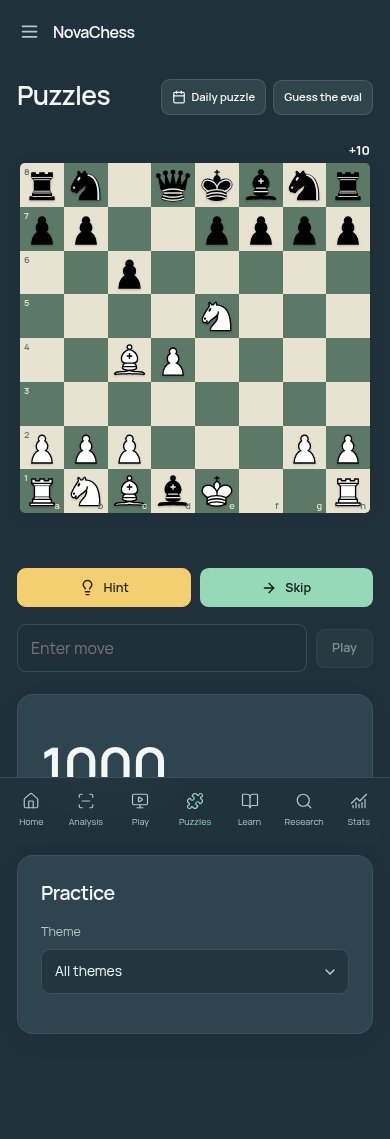 NovaChess
Puzzles
Daily puzzle
Guess the eval
+10
8
7
6
5
4
3
2
1
a b c d e f g h
Hint
Skip
Enter move
Play
1000
Home Analysis Play Puzzles Learn Research Stats
Practice
Theme
All themes